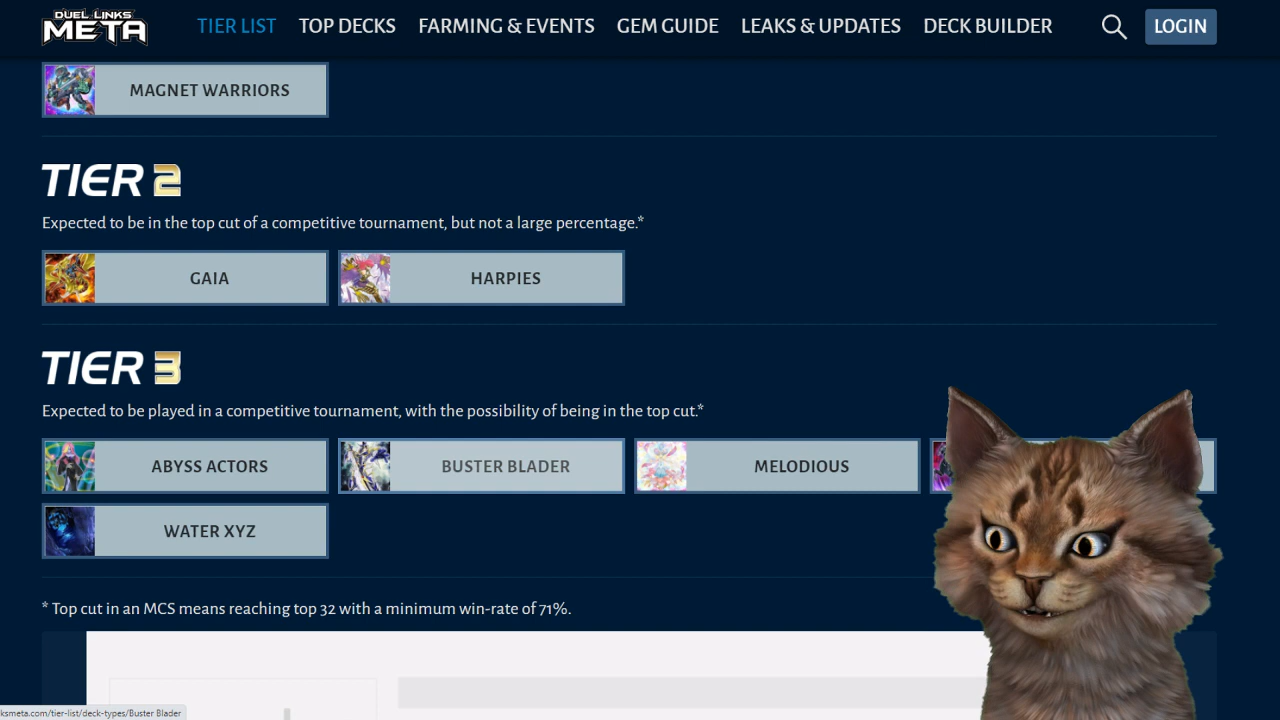 DUEL LINKS
META
TIER LIST TOP DECKS FARMING & EVENTS GEM GUIDE LEAKS & UPDATES DECK BUILDER LOGIN
MAGNET WARRIORS
TIER 2
Expected to be in the top cut of a competitive tournament, but not a large percentage.*
GAIA HARPIES
TIER 3
Expected to be played in a competitive tournament, with the possibility of being in the top cut.*
ABYSS ACTORS BUSTER BLADER MELODIOUS
WATER XYZ
* Top cut in an MCS means reaching top 32 with a minimum win-rate of 71%.
ksmeta.com/tier-list/deck-types/Buster Blader